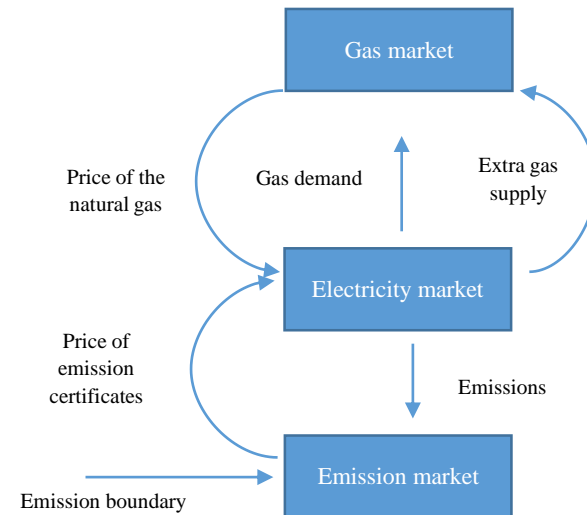 Gas market
Price of the
natural gas
Gas demand
Extra gas
supply
Electricity market
Price of
emission
certificates
Emissions
Emission market
Emission boundary